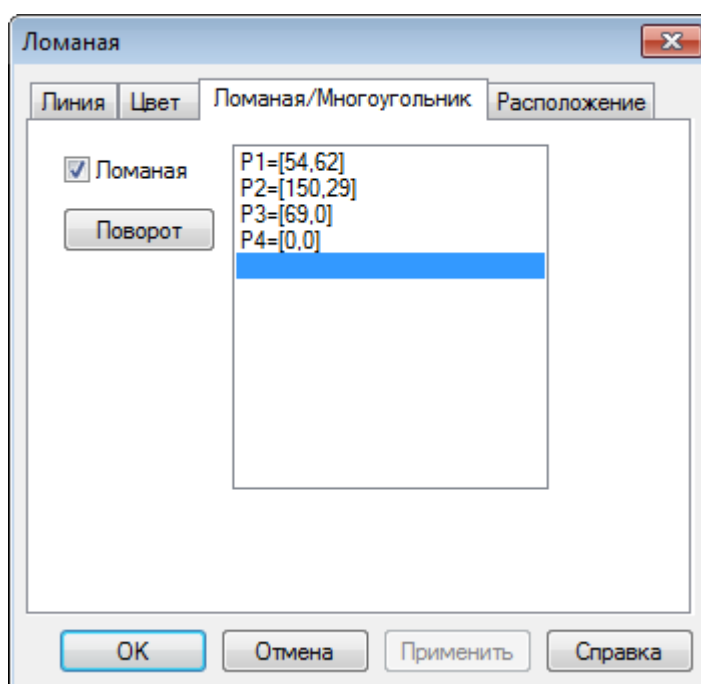 Ломаная
Линия Цвет Ломаная/Многоугольник Расположение
Ломаная
Поворот
P1=[54,62]
P2=[150,29]
P3=[69,0]
P4=[0,0]
OK Отмена Применить Справка